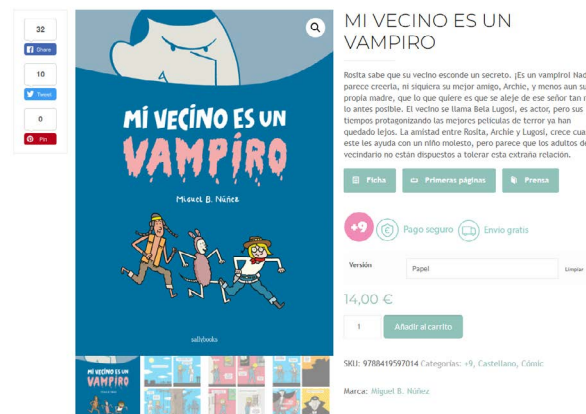 32
Share
10
Tweet
0
Pin
MI VECINO ES UN
VAMPIRO
Miguel B. Núñez
sallybooks
MI VECINO ES UN
VAMPIRO
MI VECINO ES UN
VAMPIRO
Rosita sabe que su vecino esconde un secreto. ¡Es un vampiro! Nad
parece creerla, ni siquiera su mejor amigo, Archie, y menos aun su
propia madre, que lo que quiere es que se aleje de ese señor tan
lo antes posible. El vecino se llama Bela Lugosi, es actor, pero sus
tiempos protagonizando las mejores películas de terror ya han
quedado lejos. La amistad entre Rosita, Archie y Lugosi, crece cua
este les ayuda con un niño molesto, pero parece que los adultos de
vecindario no están dispuestos a tolerar esta extraña relación.
Ficha
Primeras páginas
Prensa
+9
Pago seguro
Envío gratis
Versión
Papel
Limpiar
14,00 €
1
Añadir al carrito
SKU: 9788419597014 Categorías: +9, Castellano, Cómic
Marca: Miguel B. Núñez